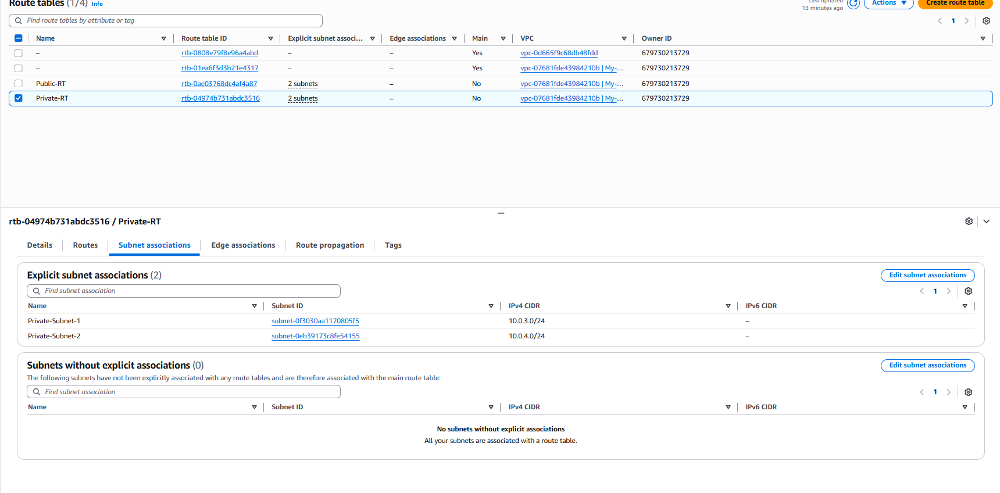 Route tables (1/4) Info
Last updated
13 minutes ago
Actions
Create route table
Find route tables by attribute or tag
1
Name Route table ID Explicit subnet associ... Edge associations Main VPC Owner ID
– rtb-0808e79f8e96a4abd – – Yes vpc-0d665f9c68db48fdd 679730213729
– rtb-01ea6f3d3b21e4317 – – Yes vpc-07681fde43984210b | My-... 679730213729
Public-RT rtb-0ae03768dc4af4a87 2 subnets – No vpc-07681fde43984210b | My-... 679730213729
Private-RT rtb-04974b731abdc3516 2 subnets – No vpc-07681fde43984210b | My-... 679730213729
rtb-04974b731abdc3516 / Private-RT
Details Routes Subnet associations Edge associations Route propagation Tags
Explicit subnet associations (2)
Edit subnet associations
Find subnet association
1
Name Subnet ID IPv4 CIDR IPv6 CIDR
Private-Subnet-1 subnet-0f3030aa1170805f5 10.0.3.0/24 –
Private-Subnet-2 subnet-0eb39173c8fe54155 10.0.4.0/24 –
Subnets without explicit associations (0)
Edit subnet associations
The following subnets have not been explicitly associated with any route tables and are therefore associated with the main route table:
Find subnet association
1
Name Subnet ID IPv4 CIDR IPv6 CIDR
No subnets without explicit associations
All your subnets are associated with a route table.